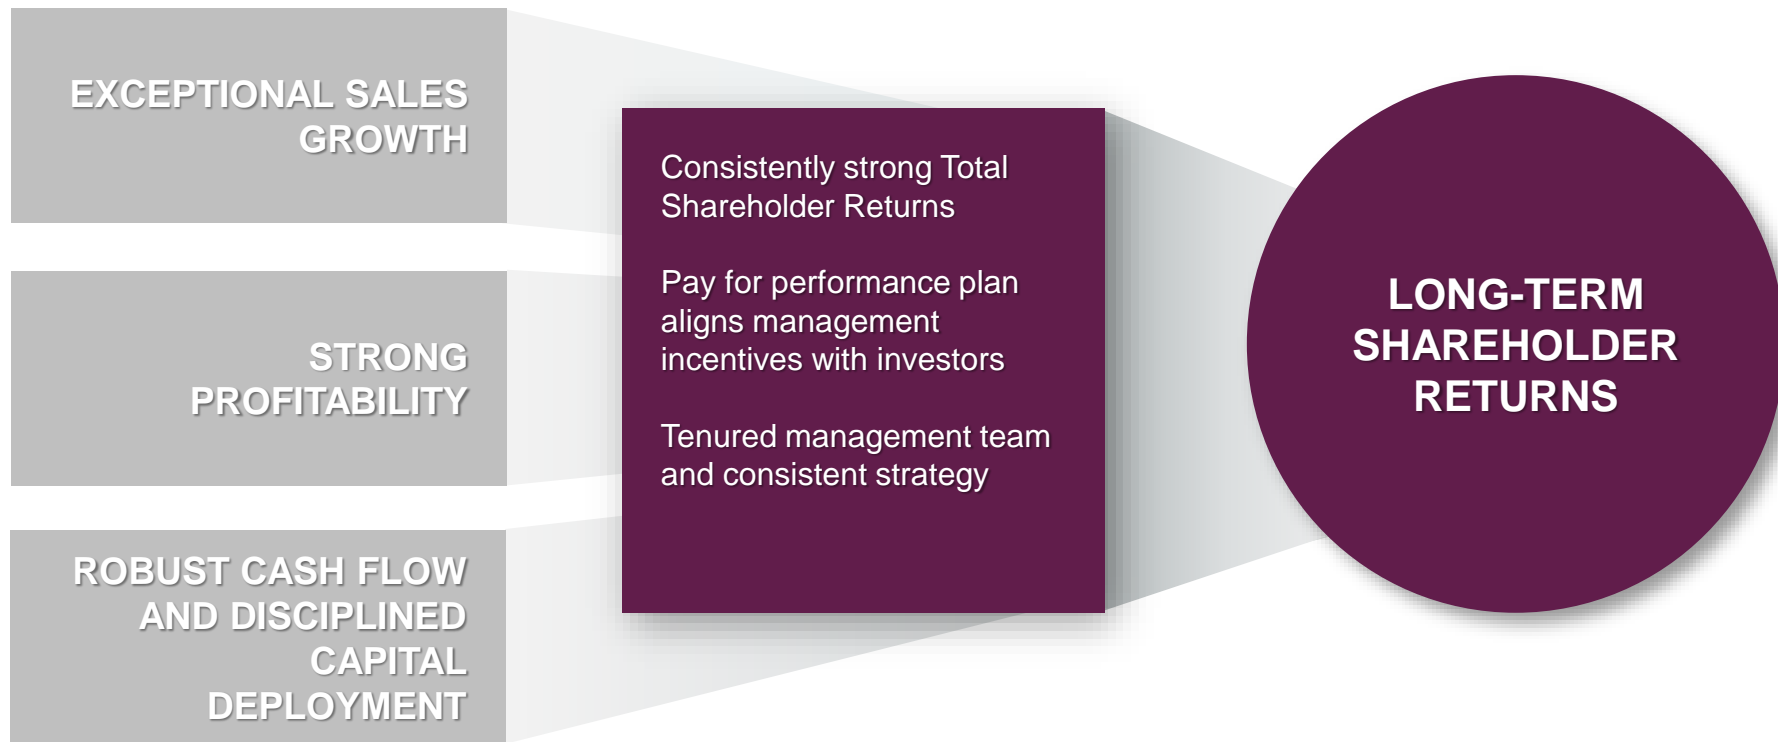 EXCEPTIONAL SALES
GROWTH
STRONG
PROFITABILITY
ROBUST CASH FLOW
AND DISCIPLINED
CAPITAL
DEPLOYMENT
Consistently strong Total
Shareholder Returns
Pay for performance plan
aligns management
incentives with investors
Tenured management team
and consistent strategy
LONG-TERM
SHAREHOLDER
RETURNS